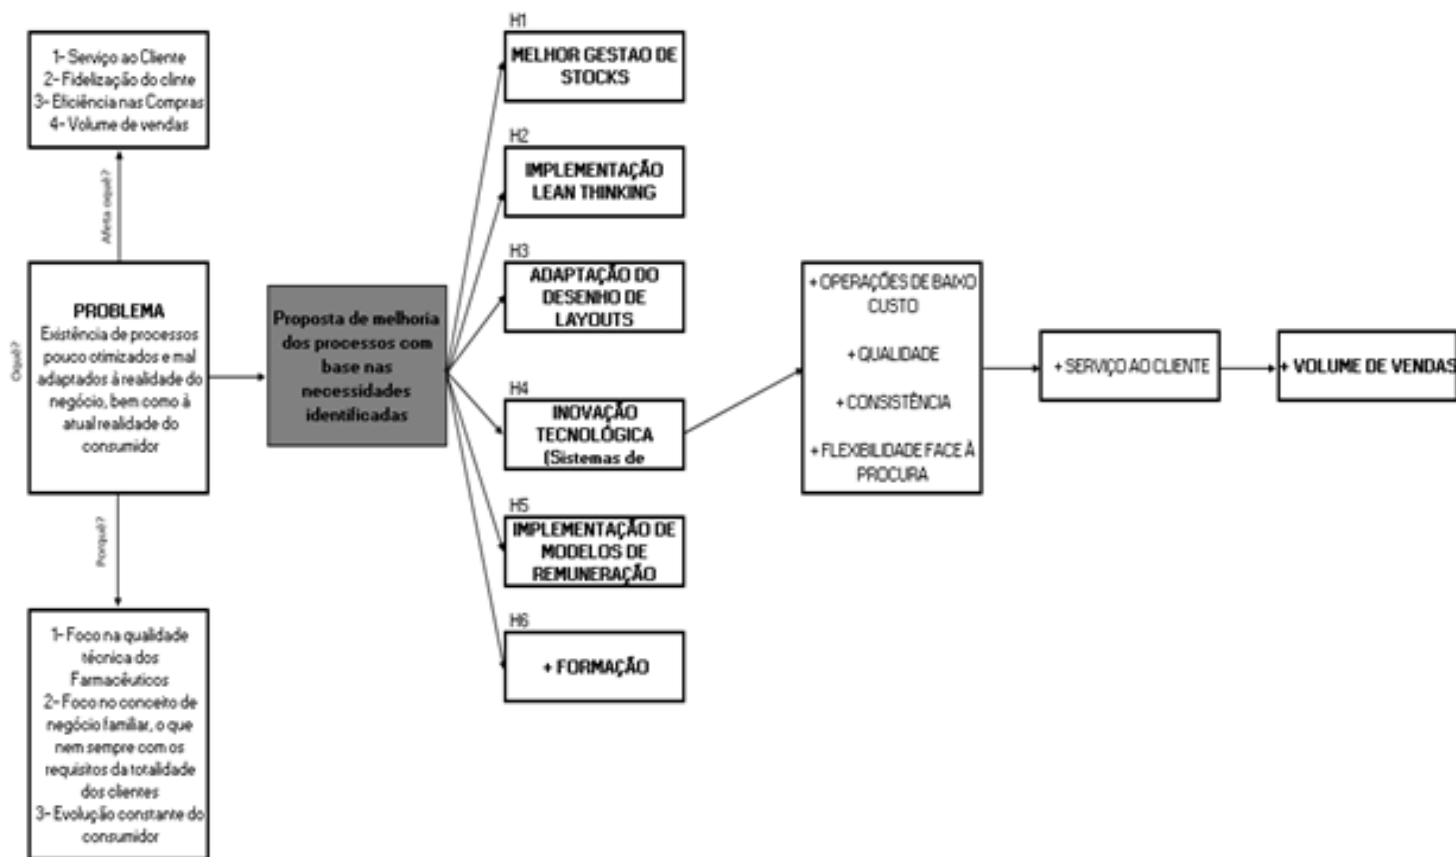 1- Serviço ao Cliente
2- Fidelização do clinte
3- Eficiência nas Compras
4- Volume de vendas
Afeta oquê?
Oquê?
PROBLEMA
Existência de processos
pouco otimizados e mal
adaptados à realidade do
negócio, bem como à
atual realidade do
consumidor
Porquê?
1- Foco na qualidade
técnica dos
Farmacêuticos
2- Foco no conceito de
negócio familiar, o que
nem sempre com os
requisitos da totalidade
dos clientes
3- Evolução constante do
consumidor
Proposta de melhoria
dos processos com
base nas
necessidades
identificadas
H1
MELHOR GESTAO DE
STOCKS
H2
IMPLEMENTAÇÃO
LEAN THINKING
H3
ADAPTAÇÃO DO
DESENHO DE
LAYOUTS
H4
INOVAÇÃO
TECNOLÓGICA
(Sistemas de
H5
IMPLEMENTAÇÃO DE
MODELOS DE
REMUNERAÇÃO
H6
+ FORMAÇÃO
+ OPERAÇÕES DE BAIXO
CUSTO
+ QUALIDADE
+ CONSISTÊNCIA
+ FLEXIBILIDADE FACE À
PROCURA
+ SERVIÇO AO CLIENTE
+ VOLUME DE VENDAS